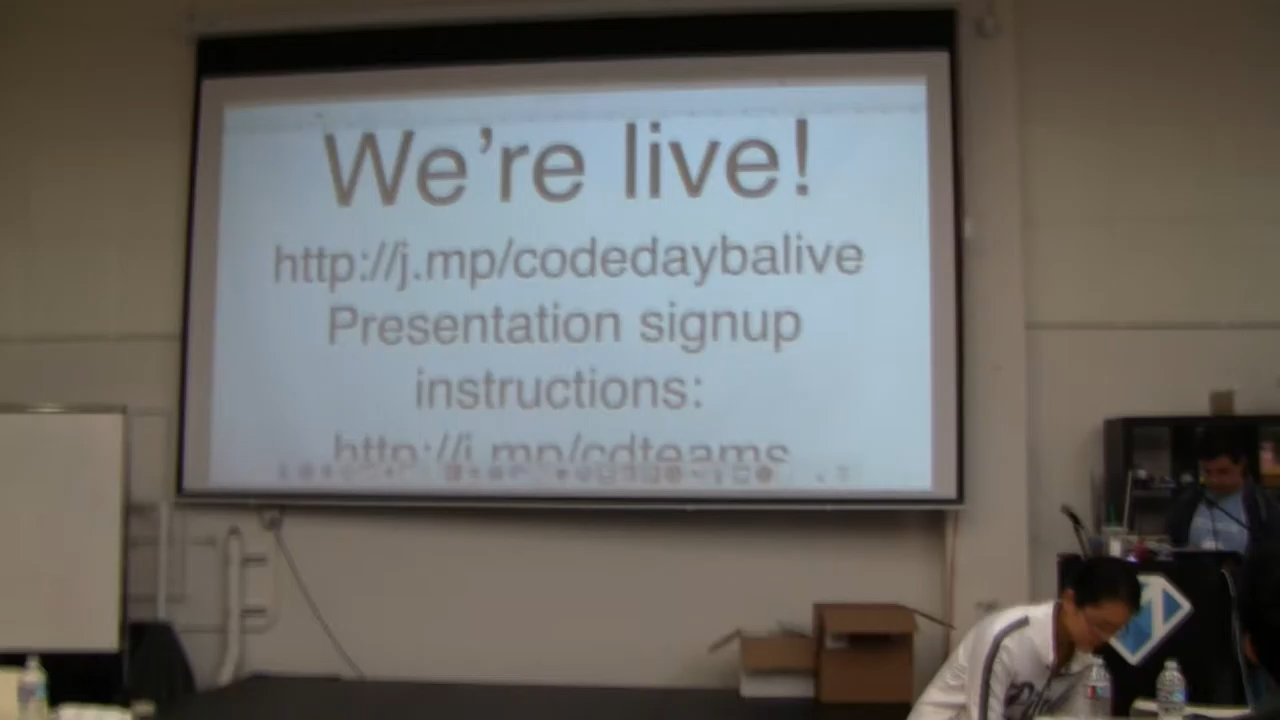 We're live!
http://j.mp/codedaybalive
Presentation signup
instructions:
http://j.mp/cdteams